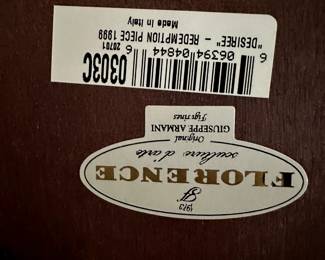 1973
FLORENCE
sculture d'arte
Original
GIUSEPPE ARMANI
Figurines
0303C
6 06394 04844 6
20701
"DESIREE" - REDEMPTION PIECE 1999
Made in Italy